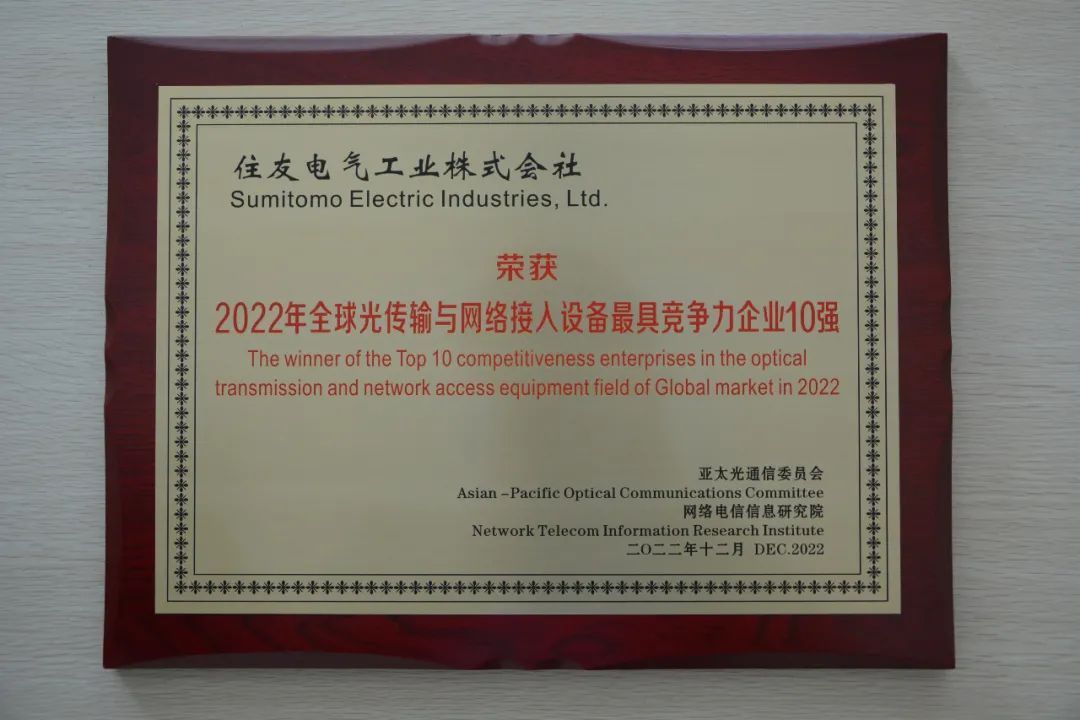 住友电气工业株式会社
Sumitomo Electric Industries, Ltd.
荣获
2022年全球光传输与网络接入设备最具竞争力企业10强
The winner of the Top 10 competitiveness enterprises in the optical
transmission and network access equipment field of Global market in 2022
亚太光通信委员会
Asian -Pacific Optical Communications Committee
网络电信信息研究院
Network Telecom Information Research Institute
二〇二二年十二月 DEC.2022